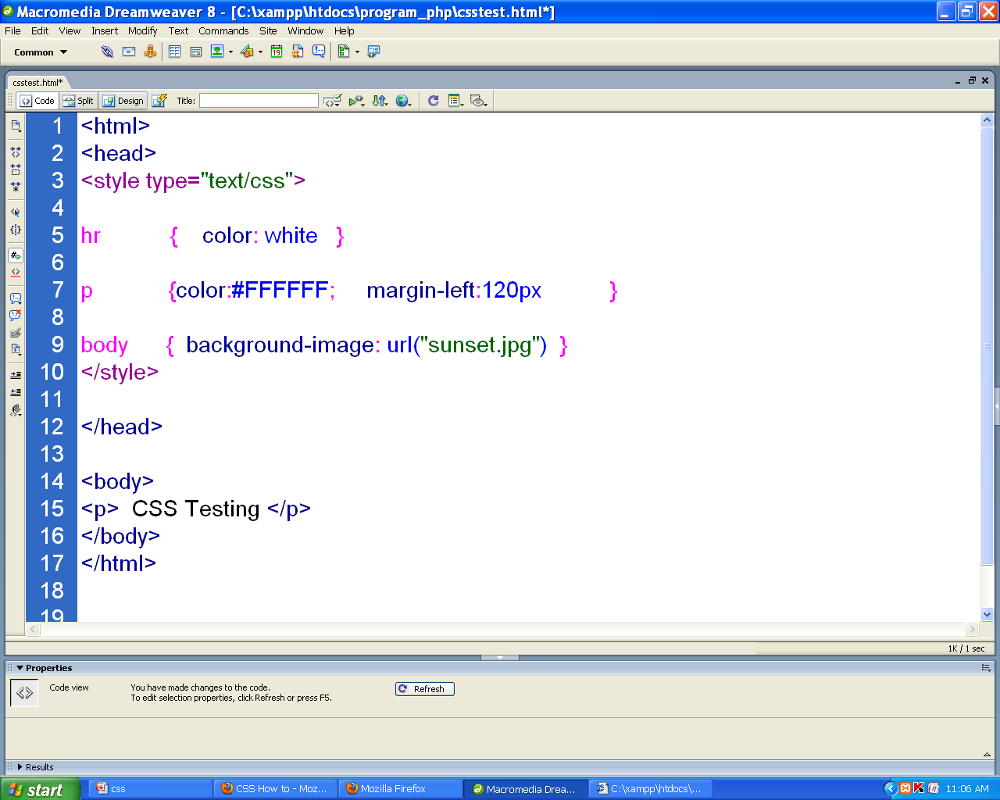 Macromedia Dreamweaver 8 - [C:\xampp\htdocs\program_php\csstest.html*]
File Edit View Insert Modify Text Commands Site Window Help
Common
19
csstest.html*
Code Split Design Title:
1 <html>
2 <head>
3 <style type="text/css">
4
5 hr { color: white }
6
7 p {color:#FFFFFF; margin-left:120px }
8
9 body { background-image: url("sunset.jpg") }
10 </style>
11
12 </head>
13
14 <body>
15 <p> CSS Testing </p>
16 </body>
17 </html>
18
19
1K / 1 sec
Properties
Code view You have made changes to the code.
To edit selection properties, click Refresh or press F5.
Refresh
Results
start css CSS How to - Moz... Mozilla Firefox Macromedia Drea... C:\xampp\htdocs\... 11:06 AM